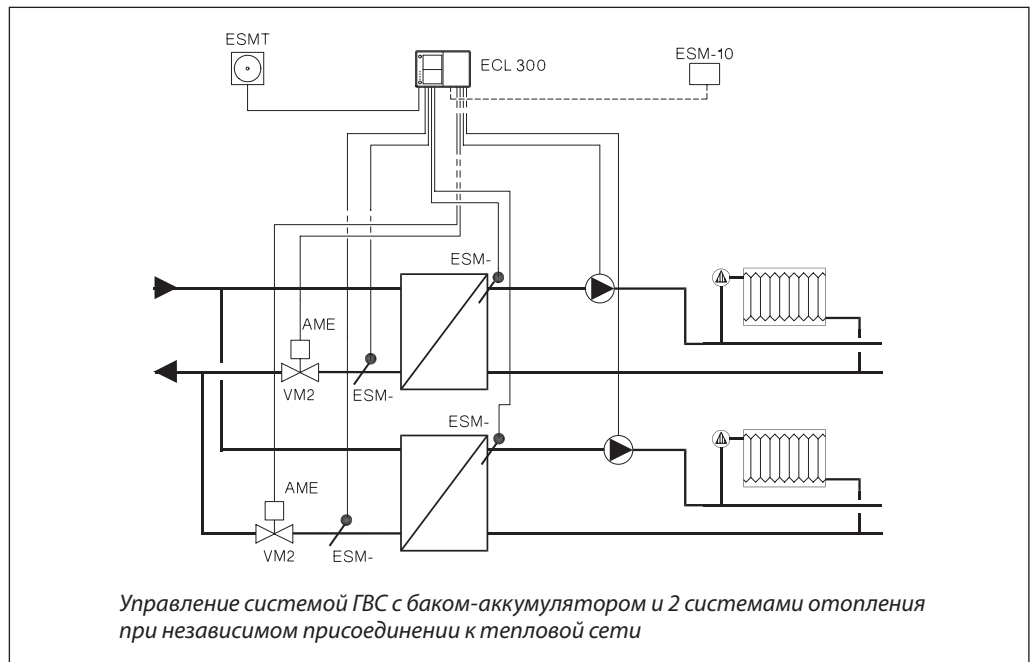 ESMT
ECL 300
ESM-10
ESM-
AME
VM2
ESM-
ESM-
AME
VM2
ESM-
Управление системой ГВС с баком-аккумулятором и 2 системами отопления
при независимом присоединении к тепловой сети